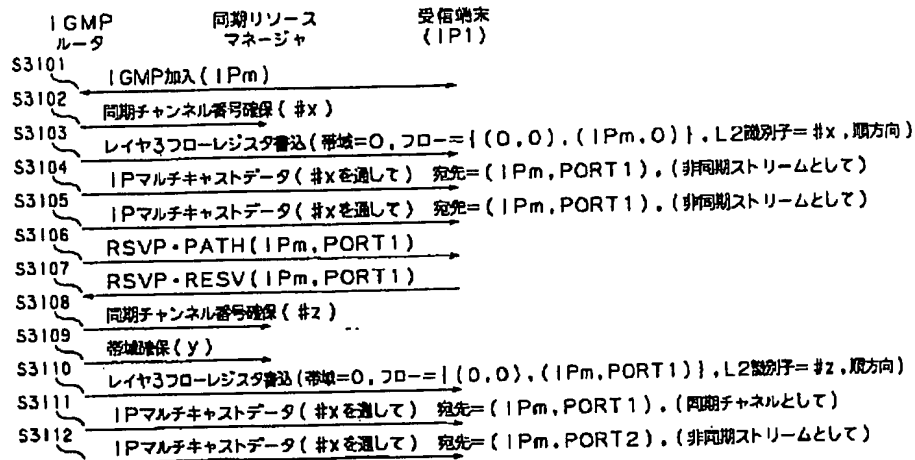 IGMP
ルータ
同期リソース
マネージャ
受信端末
(IP1)
S3101 IGMP加入(IPm)
S3102 同期チャンネル番号確保(#x)
S3103 レイヤ3フローレジスタ書込(帯域=0,フロー={(0,0),(IPm,0)},L2識別子=#x,順方向)
S3104 IPマルチキャストデータ(#xを通して) 宛先=(IPm,PORT1),(非同期ストリームとして)
S3105 IPマルチキャストデータ(#xを通して) 宛先=(IPm,PORT1),(非同期ストリームとして)
S3106 RSVP・PATH(IPm,PORT1)
S3107 RSVP・RESV(IPm,PORT1)
S3108 同期チャンネル番号確保(#z)
S3109 帯域確保(y)
S3110 レイヤ3フローレジスタ書込(帯域=0,フロー={(0,0),(IPm,PORT1)},L2識別子=#z,順方向)
S3111 IPマルチキャストデータ(#xを通して) 宛先=(IPm,PORT1),(同期チャネルとして)
S3112 IPマルチキャストデータ(#xを通して) 宛先=(IPm,PORT2),(非同期ストリームとして)